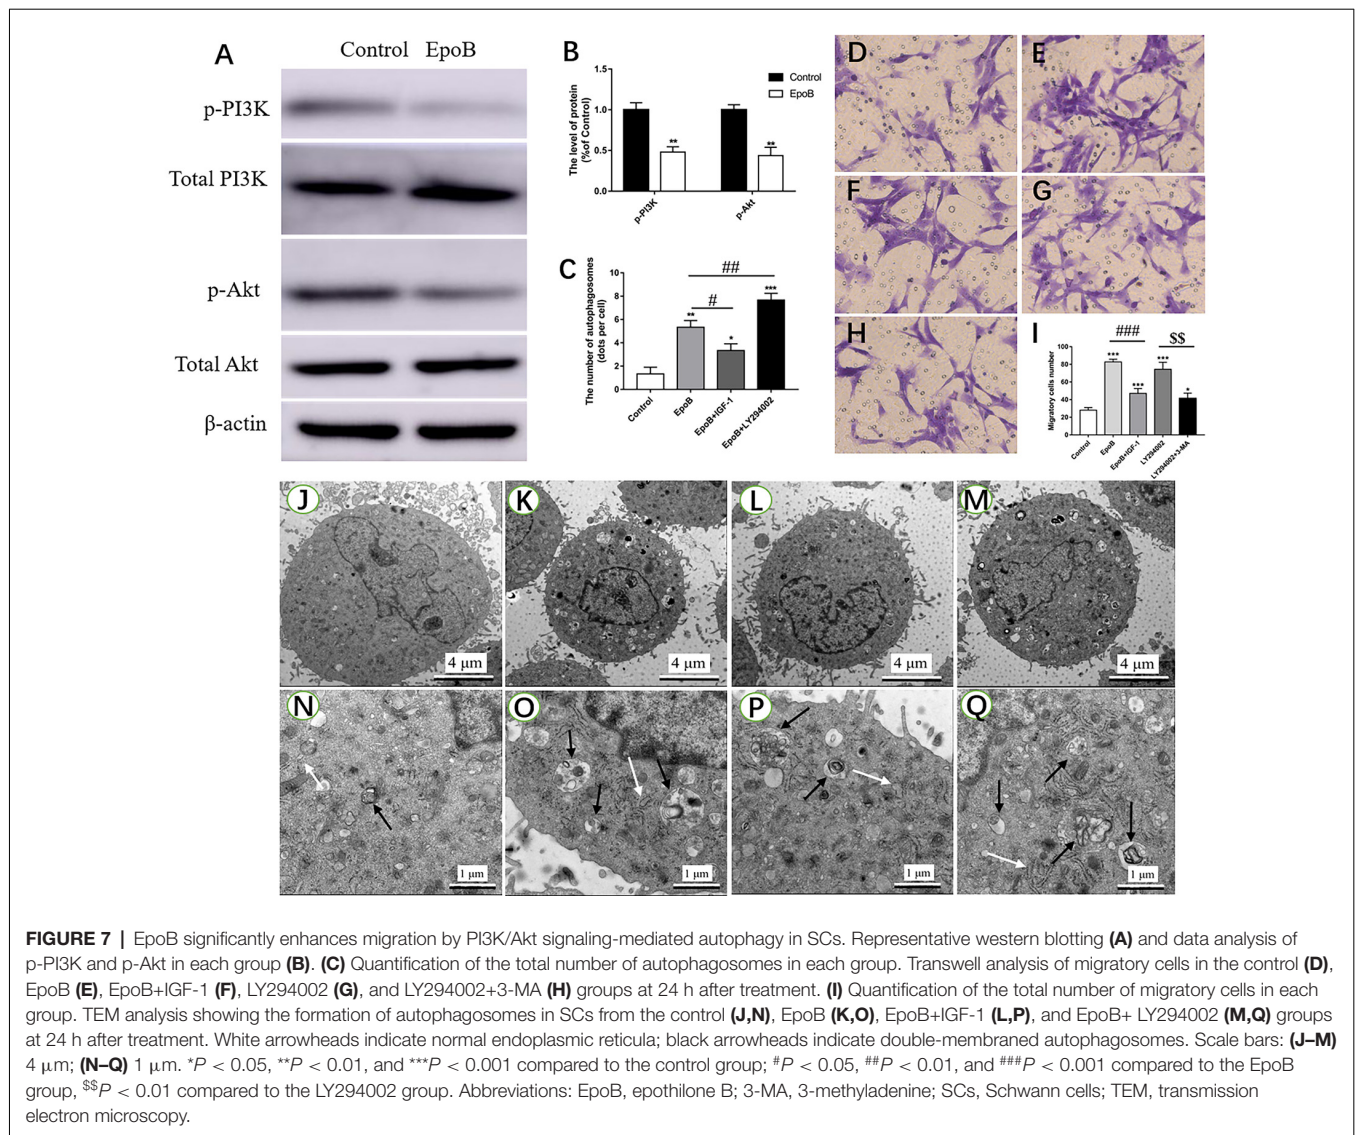 A
Control EpoB
p-PI3K
Total PI3K
p-Akt
Total Akt
β-actin
B
The level of protein
(%of Control)
1.5
1.0
0.5
0.0
Control
EpoB
**
**
p-PI3K
p-Akt
C
The number of autophagosomes
(dots per cell)
10
8
6
4
2
0
##
#
**
*
***
Control
EpoB
EpoB+IGF-1
EpoB+LY294002
D
E
F
G
H
I
Migratory cells number
100
80
60
40
20
0
###
$$
***
***
***
*
Control
EpoB
EpoB+IGF-1
LY294002
LY294002+3-MA
J
4 μm
K
4 μm
L
4 μm
M
4 μm
N
1 μm
O
1 μm
P
1 μm
Q
1 μm
FIGURE 7 | EpoB significantly enhances migration by PI3K/Akt signaling-mediated autophagy in SCs. Representative western blotting (A) and data analysis of
p-PI3K and p-Akt in each group (B). (C) Quantification of the total number of autophagosomes in each group. Transwell analysis of migratory cells in the control (D),
EpoB (E), EpoB+IGF-1 (F), LY294002 (G), and LY294002+3-MA (H) groups at 24 h after treatment. (I) Quantification of the total number of migratory cells in each
group. TEM analysis showing the formation of autophagosomes in SCs from the control (J,N), EpoB (K,O), EpoB+IGF-1 (L,P), and EpoB+ LY294002 (M,Q) groups
at 24 h after treatment. White arrowheads indicate normal endoplasmic reticula; black arrowheads indicate double-membraned autophagosomes. Scale bars: (J–M)
4 μm; (N–Q) 1 μm. *P < 0.05, **P < 0.01, and ***P < 0.001 compared to the control group; #P < 0.05, ##P < 0.01, and ###P < 0.001 compared to the EpoB
group, $$P < 0.01 compared to the LY294002 group. Abbreviations: EpoB, epothilone B; 3-MA, 3-methyladenine; SCs, Schwann cells; TEM, transmission
electron microscopy.